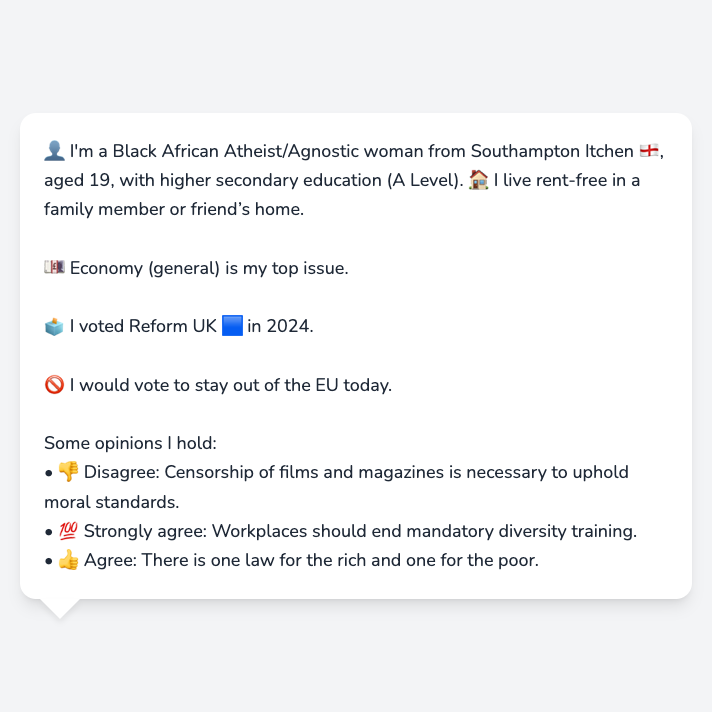 👤 I'm a Black African Atheist/Agnostic woman from Southampton Itchen 🏴󠁧󠁢󠁥󠁮󠁧󠁿,
aged 19, with higher secondary education (A Level). 🏠 I live rent-free in a
family member or friend’s home.
💷 Economy (general) is my top issue.
🗳️ I voted Reform UK 🟦 in 2024.
🚫 I would vote to stay out of the EU today.
Some opinions I hold:
• 👎 Disagree: Censorship of films and magazines is necessary to uphold
moral standards.
• 💯 Strongly agree: Workplaces should end mandatory diversity training.
• 👍 Agree: There is one law for the rich and one for the poor.